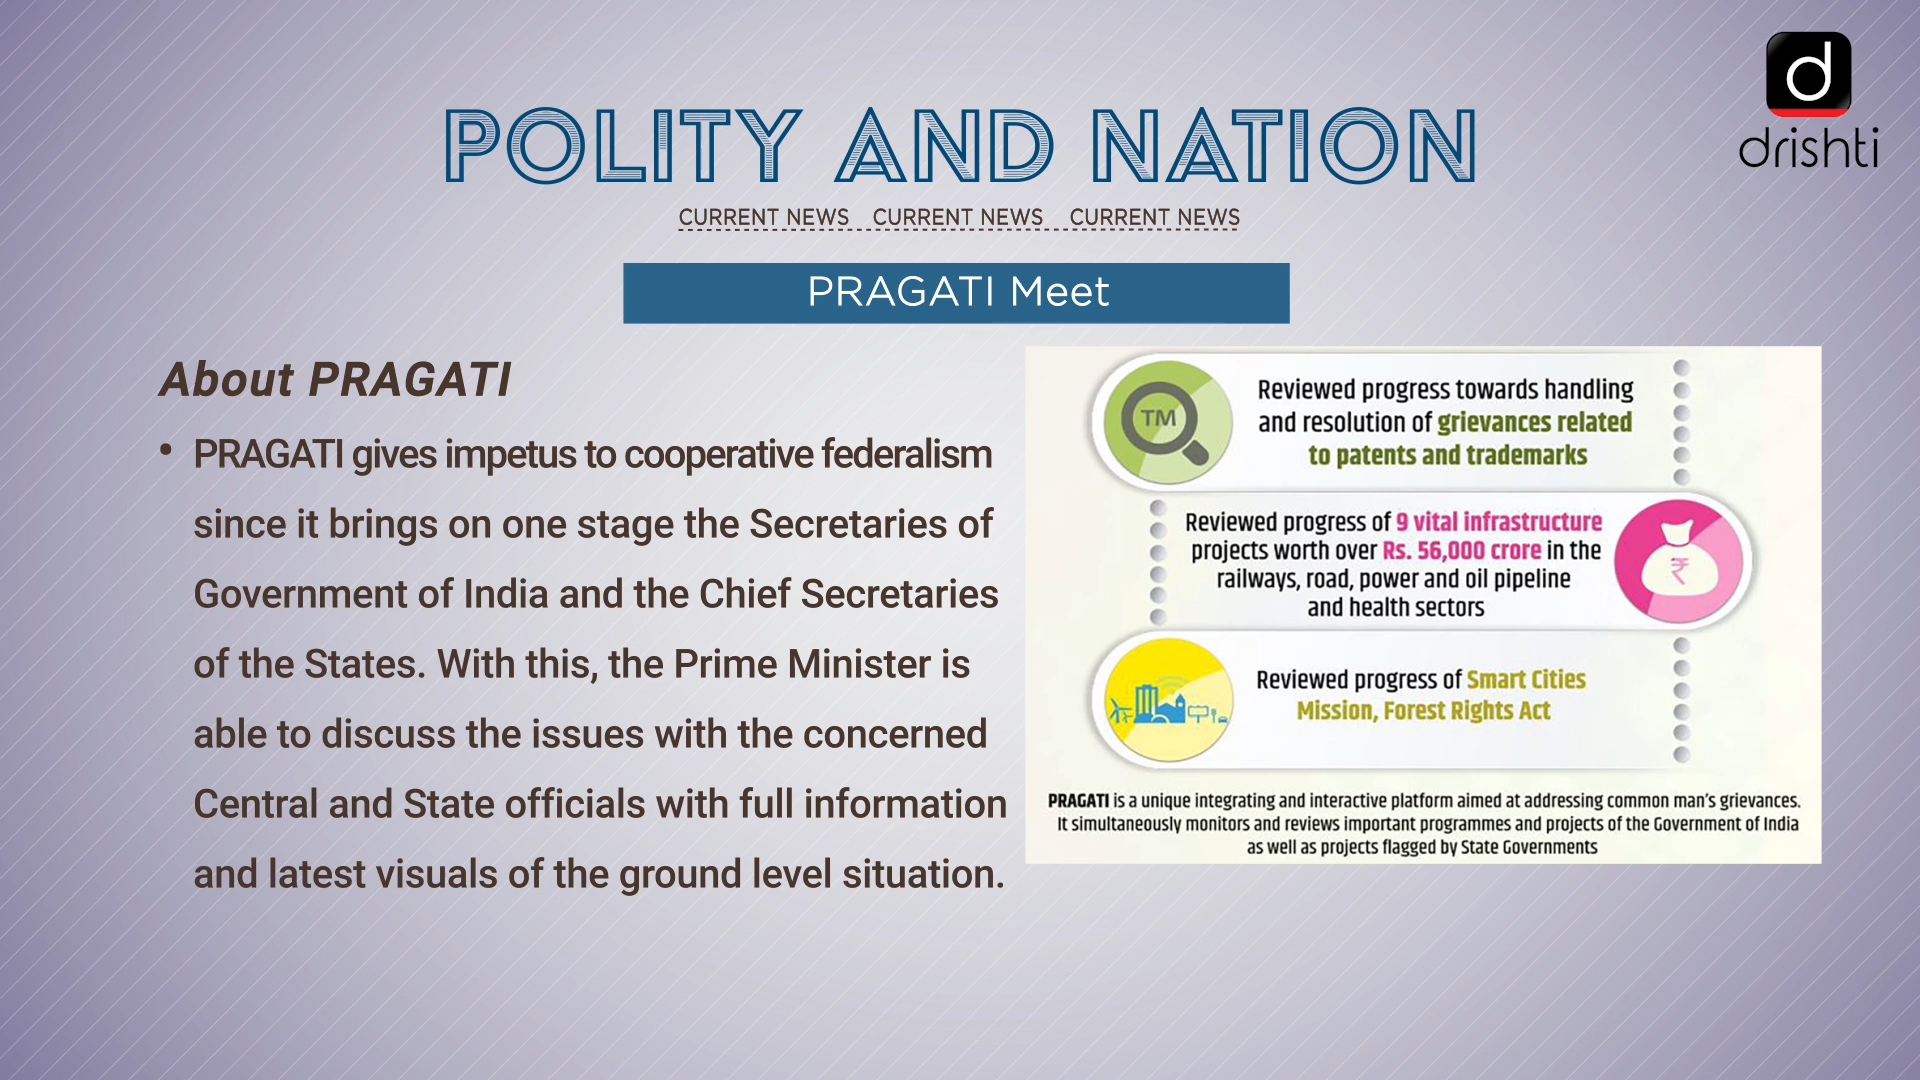 d
drishti
POLITY AND NATION
CURRENT NEWS CURRENT NEWS CURRENT NEWS
PRAGATI Meet
About PRAGATI
• PRAGATI gives impetus to cooperative federalism
since it brings on one stage the Secretaries of
Government of India and the Chief Secretaries
of the States. With this, the Prime Minister is
able to discuss the issues with the concerned
Central and State officials with full information
and latest visuals of the ground level situation.
TM
Reviewed progress towards handling
and resolution of grievances related
to patents and trademarks
Reviewed progress of 9 vital infrastructure
projects worth over Rs. 56,000 crore in the
railways, road, power and oil pipeline
and health sectors
₹
Reviewed progress of Smart Cities
Mission, Forest Rights Act
PRAGATI is a unique integrating and interactive platform aimed at addressing common man's grievances.
It simultaneously monitors and reviews important programmes and projects of the Government of India
as well as projects flagged by State Governments